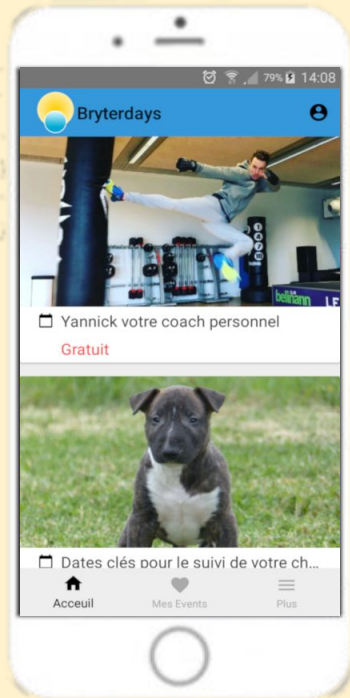 79% 14:08
Bryterdays
Yannick votre coach personnel
Gratuit
Dates clés pour le suivi de votre ch...
Acceuil Mes Events Plus